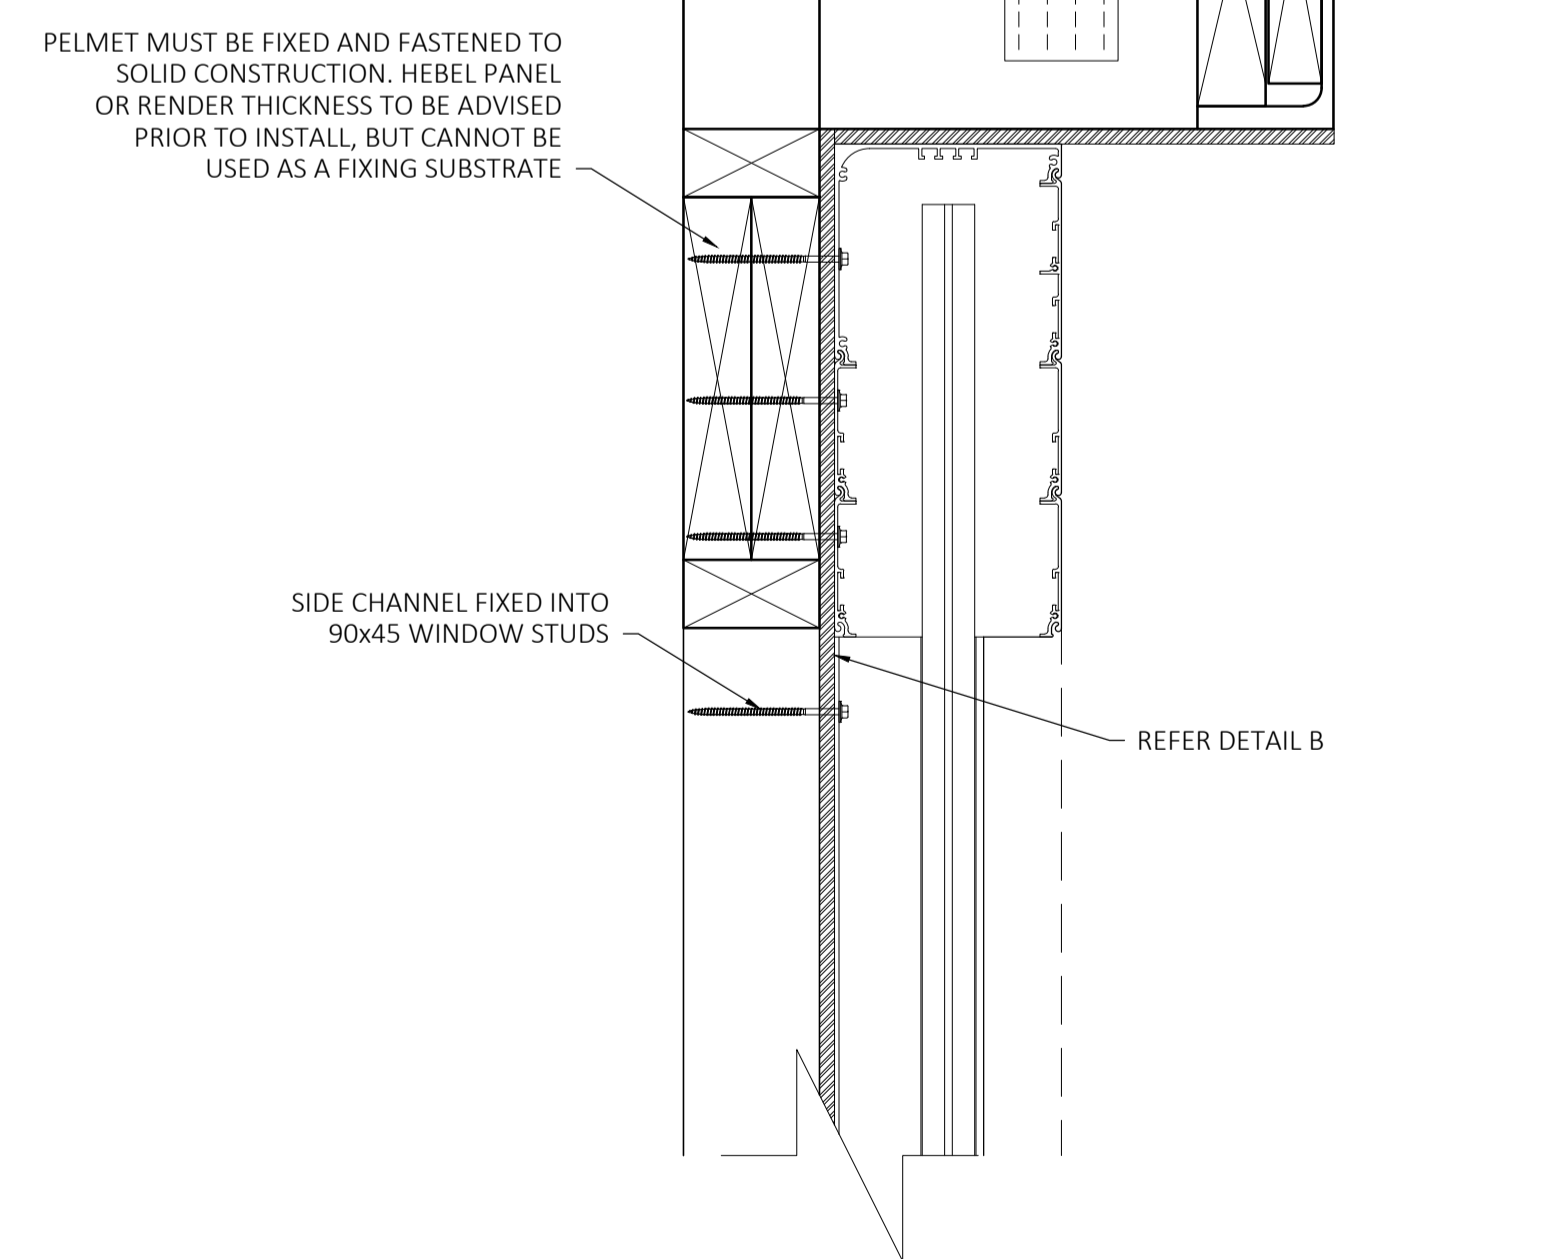 PELMET MUST BE FIXED AND FASTENED TO
SOLID CONSTRUCTION. HEBEL PANEL
OR RENDER THICKNESS TO BE ADVISED
PRIOR TO INSTALL, BUT CANNOT BE
USED AS A FIXING SUBSTRATE
SIDE CHANNEL FIXED INTO
90x45 WINDOW STUDS
REFER DETAIL B